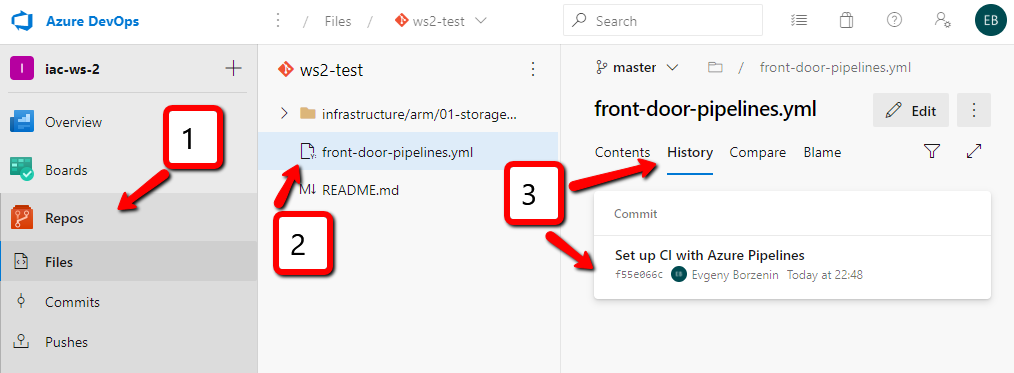 Azure DevOps
/ Files / ws2-test
Search
EB
I iac-ws-2
Overview
Boards
Repos
Files
Commits
Pushes
1
ws2-test
infrastructure/arm/01-storage...
front-door-pipelines.yml
README.md
2
master / front-door-pipelines.yml
front-door-pipelines.yml
Edit
Contents History Compare Blame
3
Commit
Set up CI with Azure Pipelines
f55e066c EB Evgeny Borzenin Today at 22:48